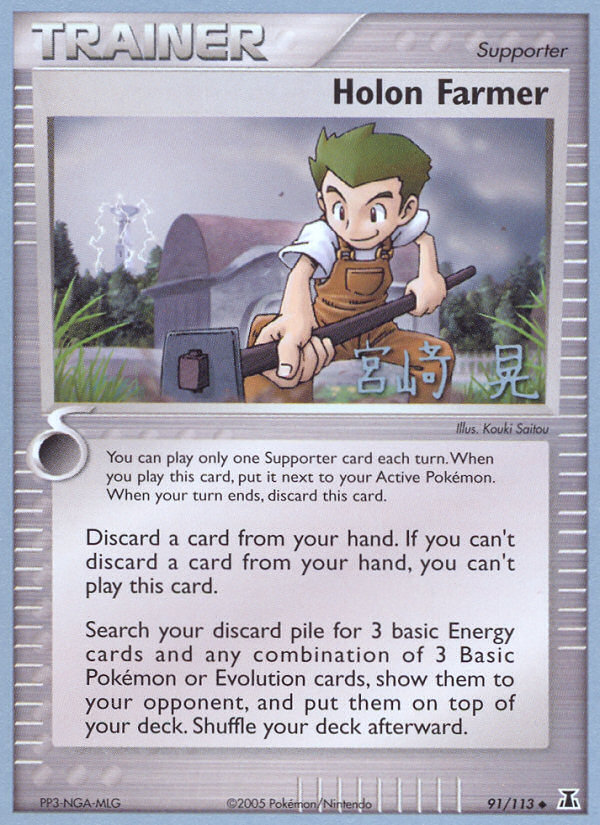 TRAINER
Supporter
Holon Farmer
宮崎 晃
Illus. Kouki Saitou
You can play only one Supporter card each turn. When
you play this card, put it next to your Active Pokémon.
When your turn ends, discard this card.
Discard a card from your hand. If you can't
discard a card from your hand, you can't
play this card.
Search your discard pile for 3 basic Energy
cards and any combination of 3 Basic
Pokémon or Evolution cards, show them to
your opponent, and put them on top of
your deck. Shuffle your deck afterward.
PP3-NGA-MLG
©2005 Pokémon/Nintendo
91/113